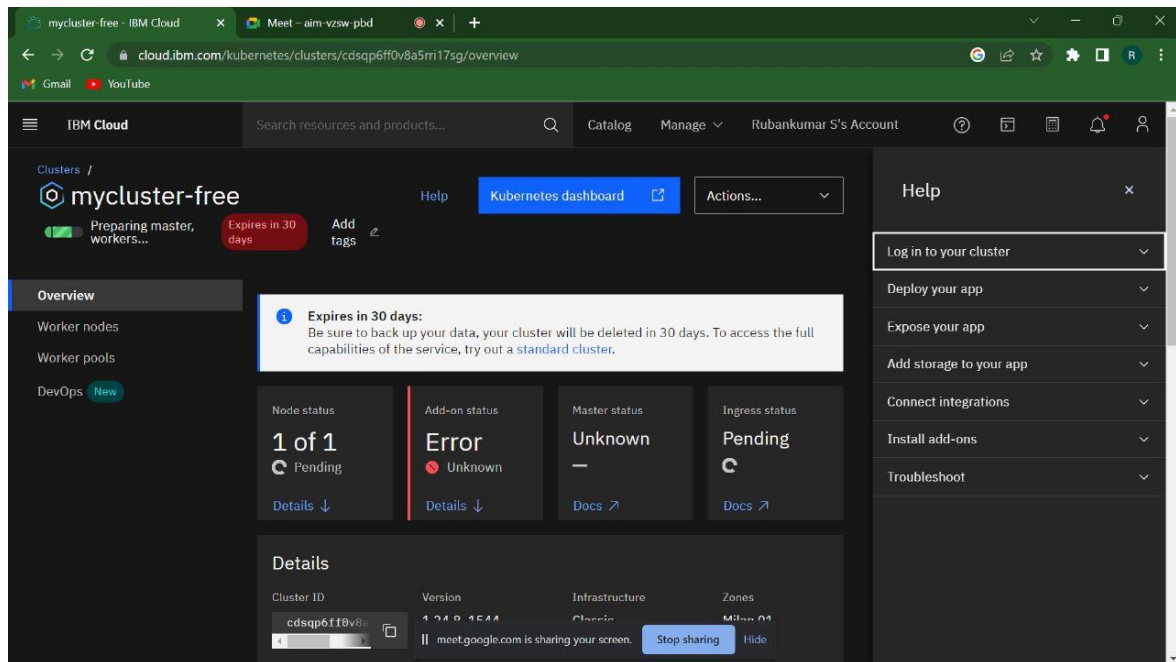 mycluster-free - IBM Cloud
Meet – aim-vzsw-pbd
cloud.ibm.com/kubernetes/clusters/cdsqp6ff0v8a5rri17sg/overview
R
Gmail
YouTube
IBM Cloud
Search resources and products...
Catalog
Manage
Rubankumar S's Account
Clusters /
mycluster-free
Help
Kubernetes dashboard
Actions...
Preparing master,
workers...
Expires in 30
days
Add
tags
Overview
Worker nodes
Worker pools
DevOps New
Expires in 30 days:
Be sure to back up your data, your cluster will be deleted in 30 days. To access the full
capabilities of the service, try out a standard cluster.
Node status
1 of 1
Pending
Details
Add-on status
Error
Unknown
Details
Master status
Unknown
–
Docs
Ingress status
Pending
Docs
Details
Cluster ID
cdsqp6ff0v8a
Version
1.24.8_1544
Infrastructure
Classic
Zones
Milan 01
meet.google.com is sharing your screen.
Stop sharing
Hide
Help
Log in to your cluster
Deploy your app
Expose your app
Add storage to your app
Connect integrations
Install add-ons
Troubleshoot